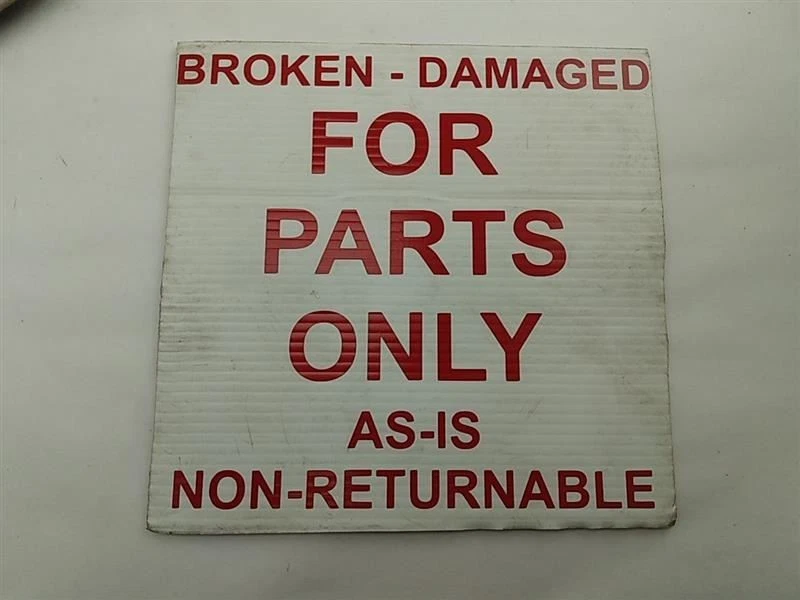 BROKEN - DAMAGED
FOR
PARTS
ONLY
AS-IS
NON-RETURNABLE